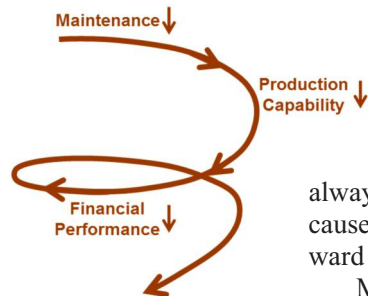 Maintenance ↓
Production
Capability ↓
Financial
Performance ↓
alway
cause
ward
M